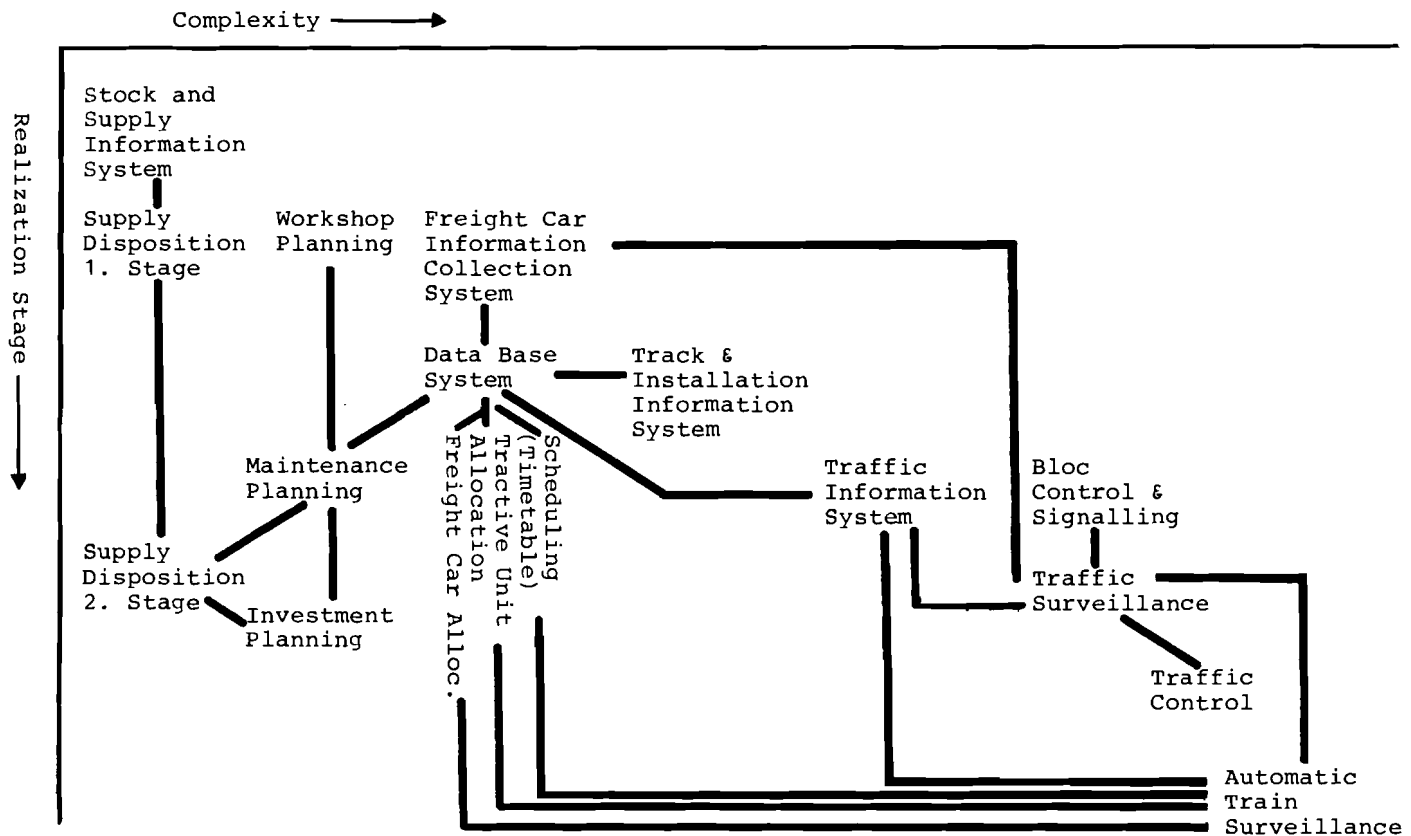 Complexity
Realization Stage
Stock and
Supply
Information
System
Supply
Disposition
1. Stage
Workshop
Planning
Freight Car
Information
Collection
System
Data Base
System
Track &
Installation
Information
System
Maintenance
Planning
Scheduling
(Timetable)
Tractive Unit
Allocation
Freight Car Alloc.
Traffic
Information
System
Bloc
Control &
Signalling
Supply
Disposition
2. Stage
Investment
Planning
Traffic
Surveillance
Traffic
Control
Automatic
Train
Surveillance